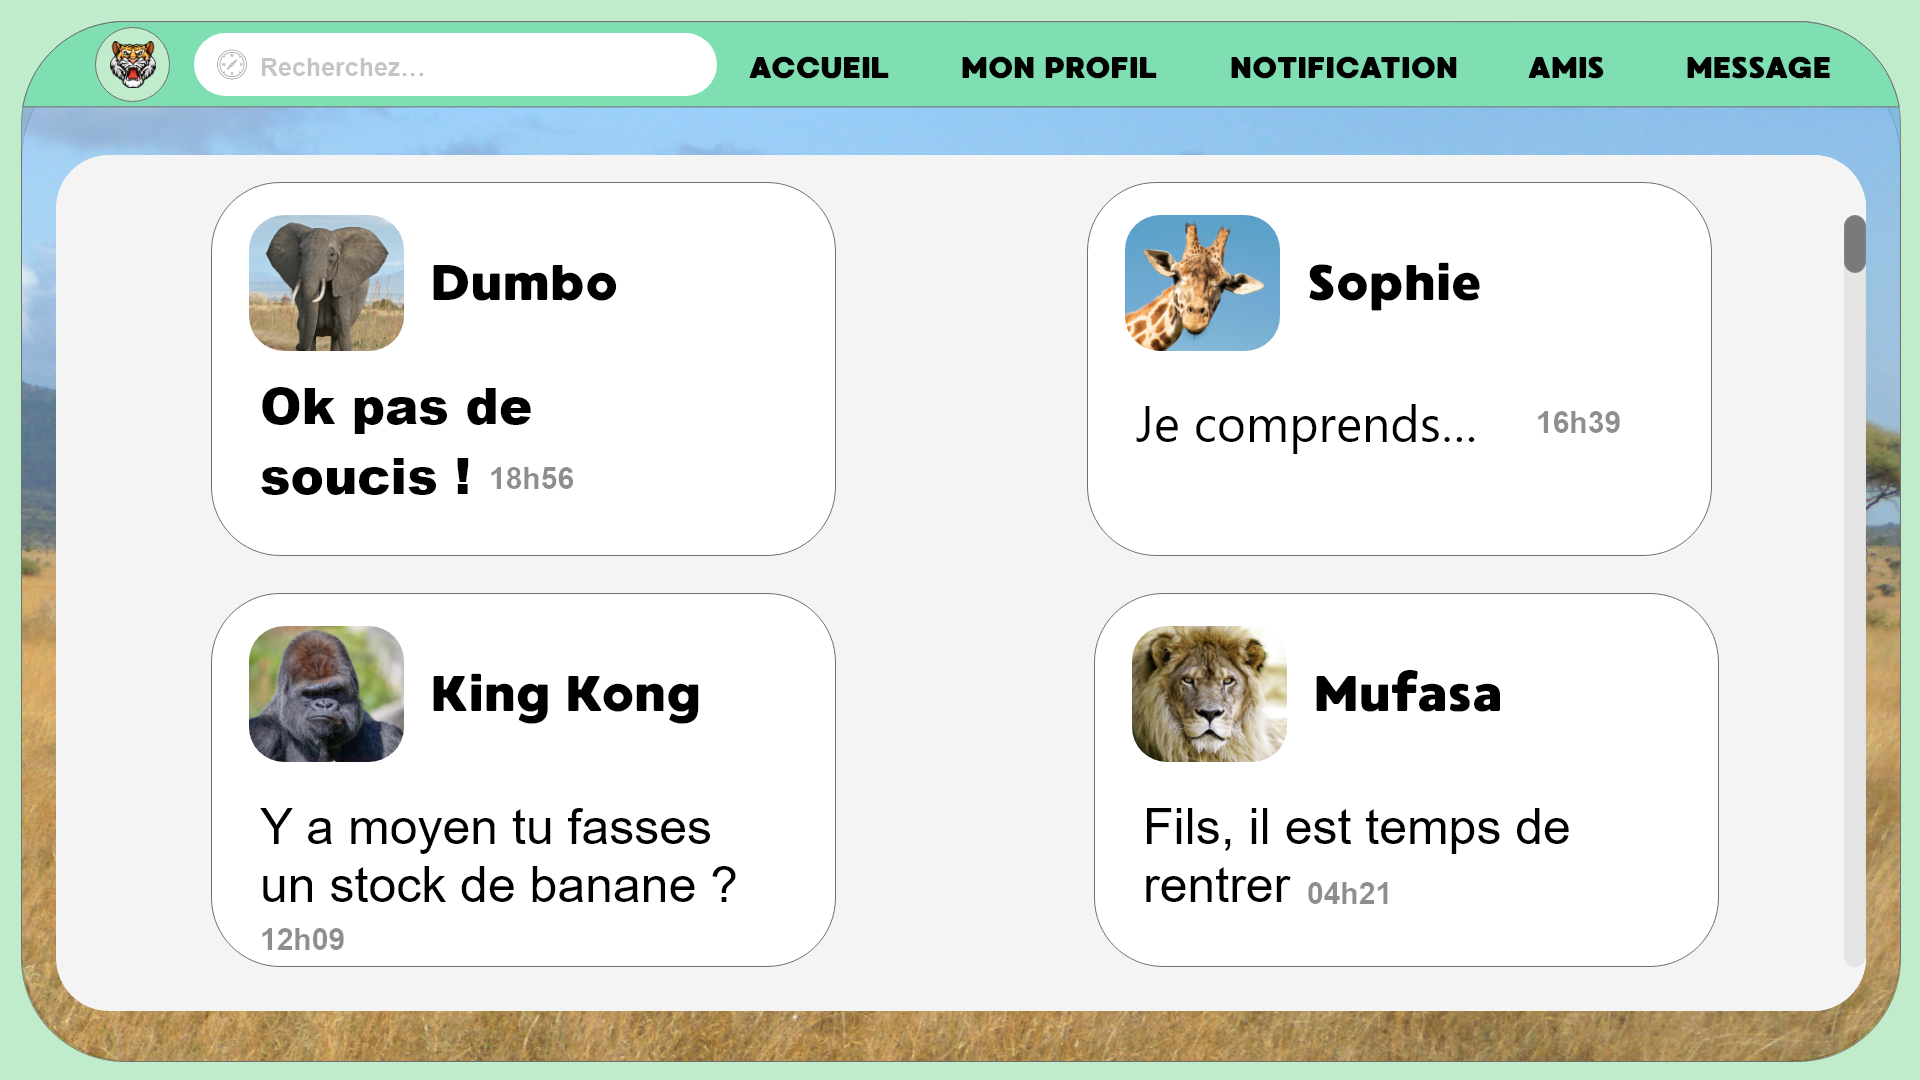 Recherchez...
ACCUEIL
MON PROFIL
NOTIFICATION
AMIS
MESSAGE
Dumbo
Ok pas de
soucis ! 18h56
Sophie
Je comprends... 16h39
King Kong
Y a moyen tu fasses
un stock de banane ?
12h09
Mufasa
Fils, il est temps de
rentrer 04h21